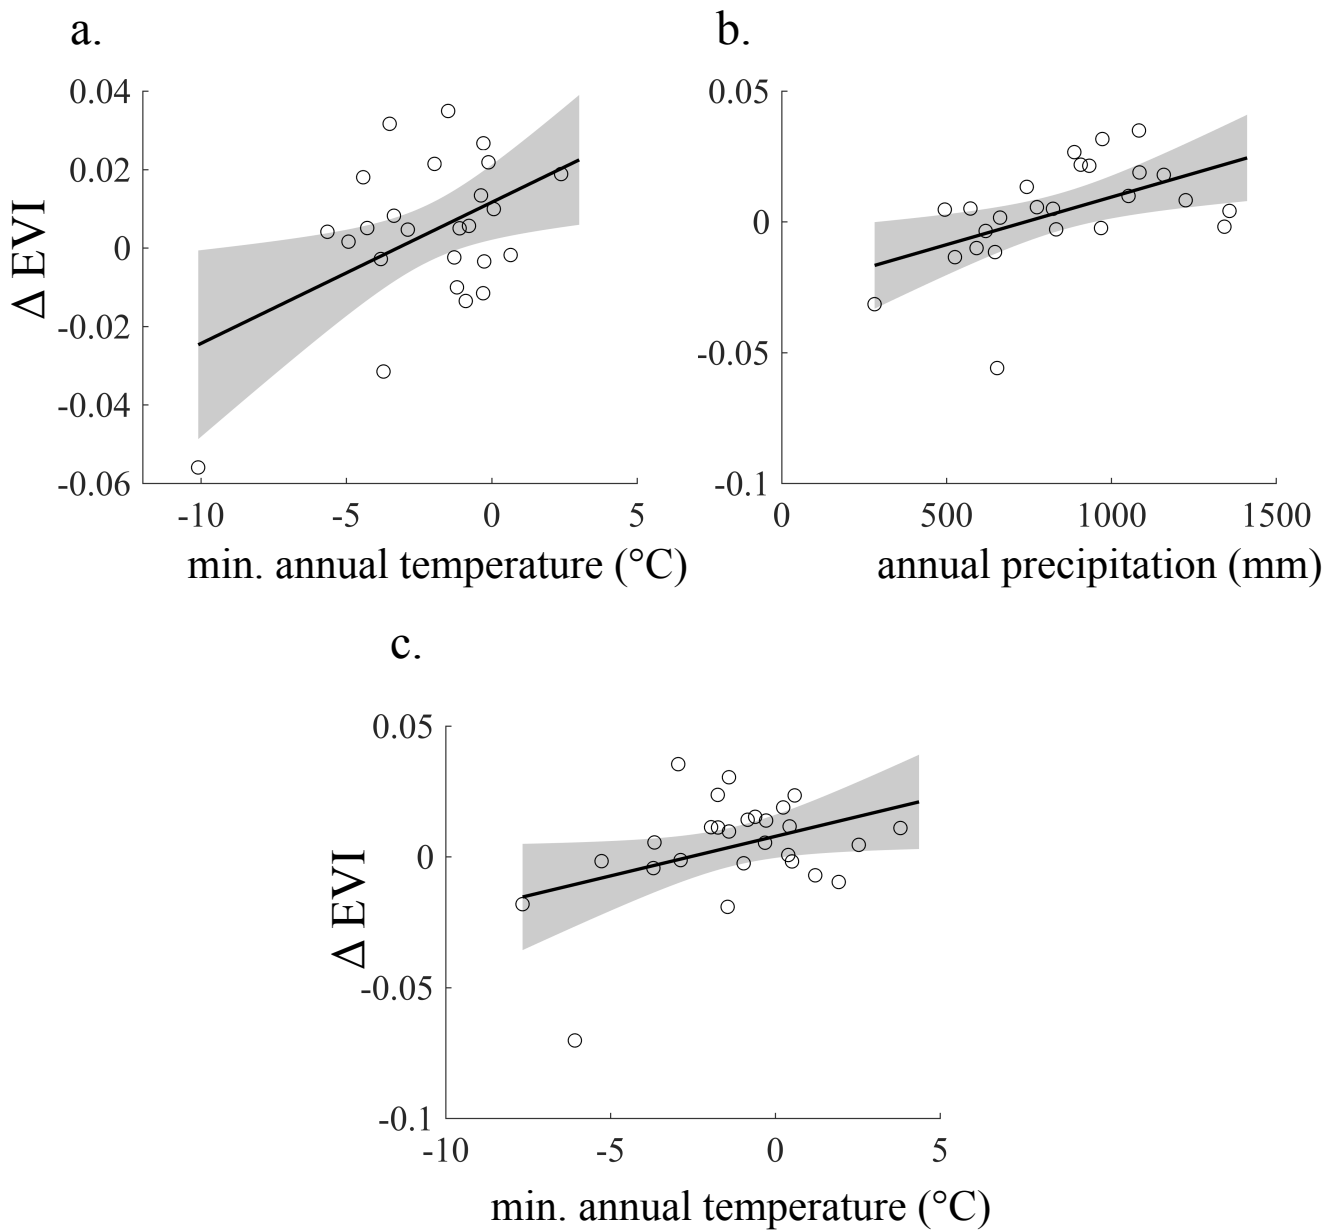 a.
0.04
0.02
0
-0.02
-0.04
-0.06
Δ EVI
-10 -5 0 5
min. annual temperature (°C)
b.
0.05
0
-0.05
-0.1
0 500 1000 1500
annual precipitation (mm)
c.
0.05
0
-0.05
-0.1
Δ EVI
-10 -5 0 5
min. annual temperature (°C)